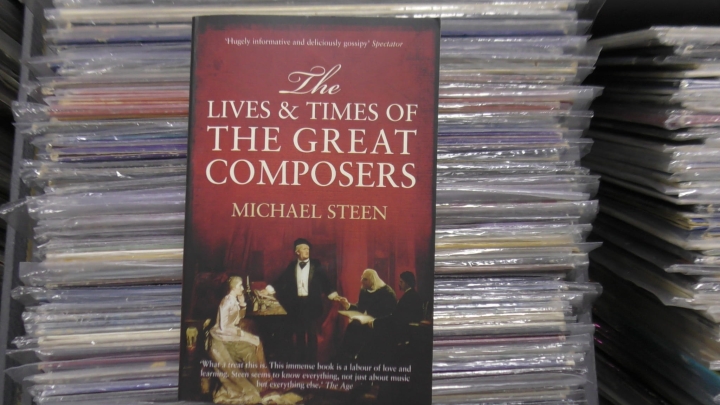 'Hugely informative and deliciously gossipy' Spectator
The
LIVES & TIMES OF
THE GREAT
COMPOSERS
MICHAEL STEEN
'What a treat this is. This immense book is a labour of love and
learning. Steen seems to know everything, not just about music
but everything else.' The Age